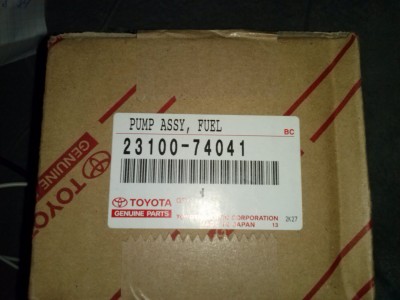 PUMP ASSY, FUEL
BC
23100-74041
TOYOTA
GENUINE PARTS
CORPORATION
JAPAN 13
2K27
TOYOTA
GENUINE